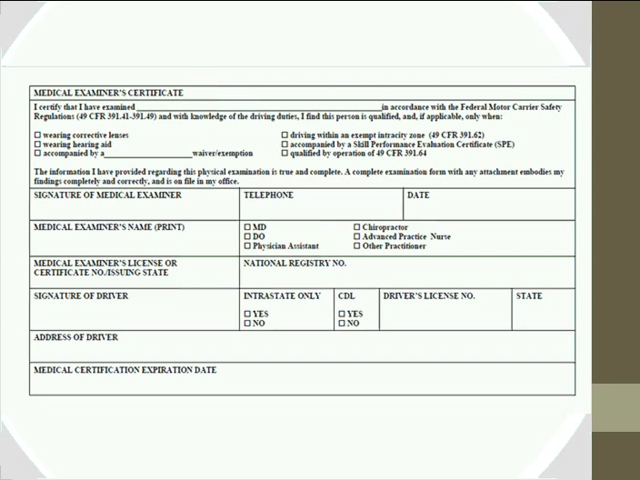 MEDICAL EXAMINER'S CERTIFICATE
I certify that I have examined ________ in accordance with the Federal Motor Carrier Safety
Regulations (49 CFR 391.41-391.49) and with knowledge of the driving duties, I find this person is qualified, and, if applicable, only when:
☐ wearing corrective lenses ☐ driving within an exempt intracity zone (49 CFR 391.62)
☐ wearing hearing aid ☐ accompanied by a Skill Performance Evaluation Certificate (SPE)
☐ accompanied by a ________ waiver/exemption ☐ qualified by operation of 49 CFR 391.64
The information I have provided regarding this physical examination is true and complete. A complete examination form with any attachment embodies my
findings completely and correctly, and is on file in my office.
SIGNATURE OF MEDICAL EXAMINER TELEPHONE DATE
MEDICAL EXAMINER'S NAME (PRINT) ☐ MD ☐ Chiropractor
☐ DO ☐ Advanced Practice Nurse
☐ Physician Assistant ☐ Other Practitioner
MEDICAL EXAMINER'S LICENSE OR NATIONAL REGISTRY NO.
CERTIFICATE NO./ISSUING STATE
SIGNATURE OF DRIVER INTRASTATE ONLY CDL DRIVER'S LICENSE NO. STATE
☐ YES ☐ YES
☐ NO ☐ NO
ADDRESS OF DRIVER
MEDICAL CERTIFICATION EXPIRATION DATE